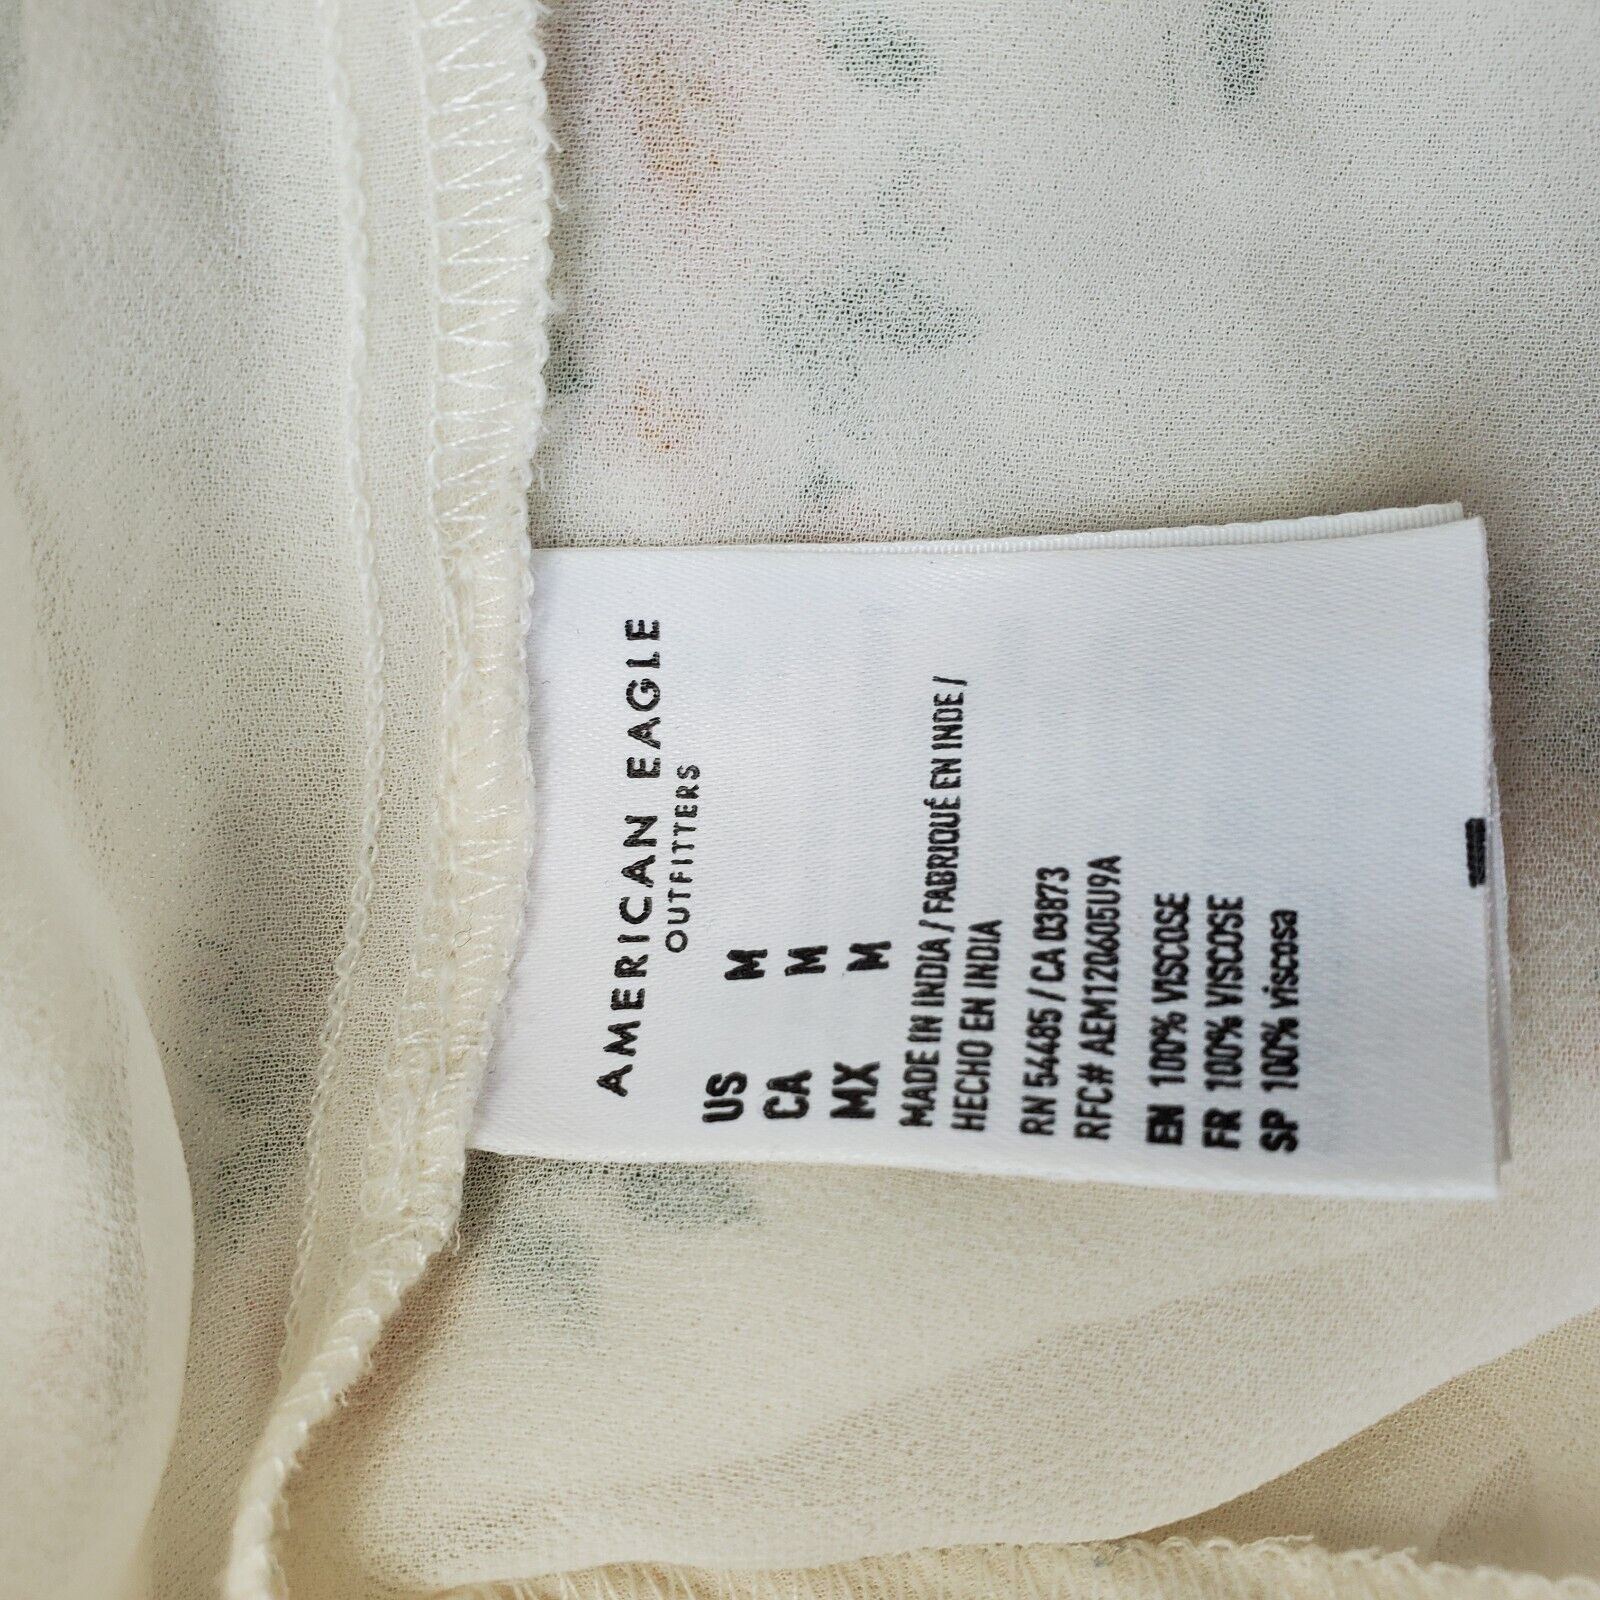 AMERICAN EAGLE
OUTFITTERS
US M
CA M
MX M
MADE IN INDIA / FABRIQUÉ EN INDE /
HECHO EN INDIA
RN 54485 / CA 03873
RFC# AEM120605U9A
EN 100% VISCOSE
FR 100% VISCOSE
SP 100% viscosa